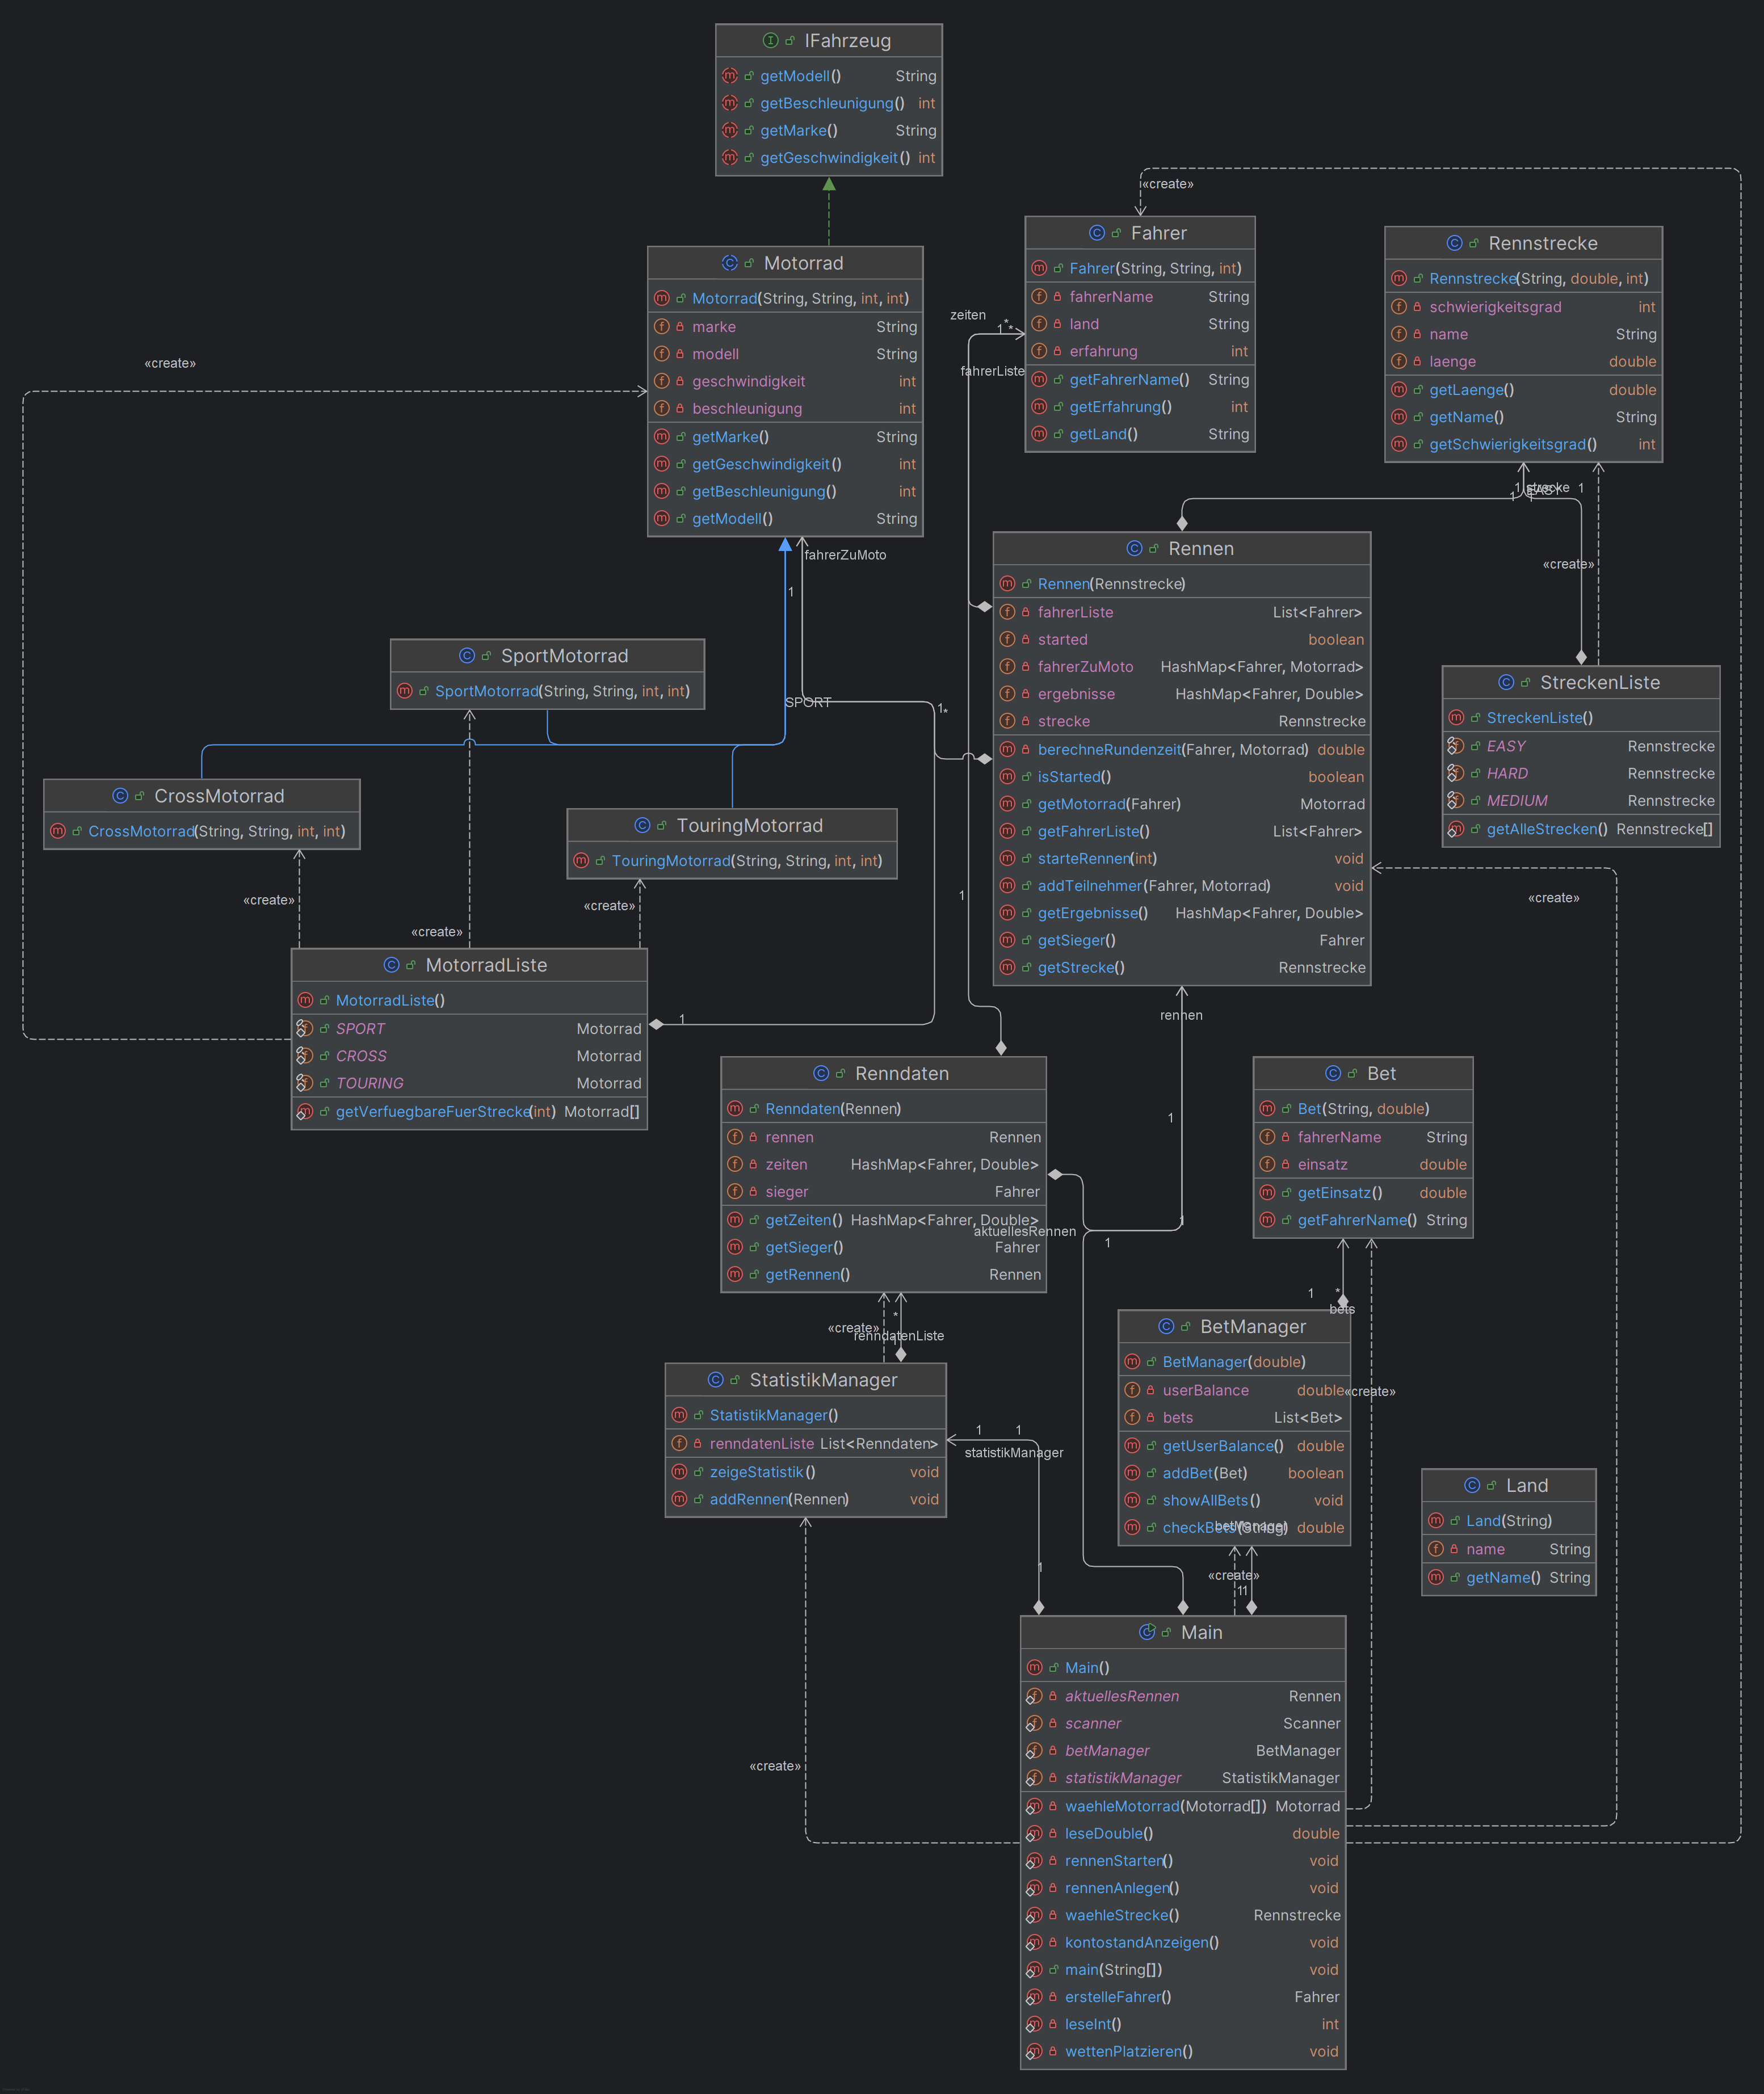 IFahrzeug
getModell() String
getBeschleunigung() int
getMarke() String
getGeschwindigkeit() int
«create»
Fahrer
Fahrer(String, String, int)
fahrerName String
land String
erfahrung int
getFahrerName() String
getErfahrung() int
getLand() String
Rennstrecke
Rennstrecke(String, double, int)
schwierigkeitsgrad int
name String
laenge double
getLaenge() double
getName() String
getSchwierigkeitsgrad() int
Motorrad
Motorrad(String, String, int, int)
marke String
modell String
geschwindigkeit int
beschleunigung int
getMarke() String
getGeschwindigkeit() int
getBeschleunigung() int
getModell() String
zeiten
1 *
*
fahrerListe
«create»
1 strecke 1
1
fahrerZuMoto
1
«create»
Rennen
Rennen(Rennstrecke)
fahrerListe List<Fahrer>
started boolean
fahrerZuMoto HashMap<Fahrer, Motorrad>
ergebnisse HashMap<Fahrer, Double>
strecke Rennstrecke
berechneRundenzeit(Fahrer, Motorrad) double
isStarted() boolean
getMotorrad(Fahrer) Motorrad
getFahrerListe() List<Fahrer>
starteRennen(int) void
addTeilnehmer(Fahrer, Motorrad) void
getErgebnisse() HashMap<Fahrer, Double>
getSieger() Fahrer
getStrecke() Rennstrecke
SportMotorrad
SportMotorrad(String, String, int, int)
SPORT
1 *
StreckenListe
StreckenListe()
EASY Rennstrecke
HARD Rennstrecke
MEDIUM Rennstrecke
getAlleStrecken() Rennstrecke[]
CrossMotorrad
CrossMotorrad(String, String, int, int)
TouringMotorrad
TouringMotorrad(String, String, int, int)
«create»
«create»
«create»
«create»
1
MotorradListe
MotorradListe()
SPORT Motorrad
CROSS Motorrad
TOURING Motorrad
getVerfuegbareFuerStrecke(int) Motorrad[]
1
rennen
1
1
1
Renndaten
Renndaten(Rennen)
rennen Rennen
zeiten HashMap<Fahrer, Double>
sieger Fahrer
getZeiten() HashMap<Fahrer, Double>
getSieger() Fahrer
getRennen() Rennen
aktuellesRennen
Bet
Bet(String, double)
fahrerName String
einsatz double
getEinsatz() double
getFahrerName() String
*
«create»
renndatenListe
1 *
bets
StatistikManager
StatistikManager()
renndatenListe List<Renndaten>
zeigeStatistik() void
addRennen(Rennen) void
BetManager
BetManager(double)
userBalance double
bets List<Bet>
getUserBalance() double
addBet(Bet) boolean
showAllBets() void
checkBets(String) double
betManager
«create»
1 1
statistikManager
1
Land
Land(String)
name String
getName() String
«create»
1 1
Main
Main()
aktuellesRennen Rennen
scanner Scanner
betManager BetManager
statistikManager StatistikManager
waehleMotorrad(Motorrad[]) Motorrad
leseDouble() double
rennenStarten() void
rennenAnlegen() void
waehleStrecke() Rennstrecke
kontostandAnzeigen() void
main(String[]) void
erstelleFahrer() Fahrer
leseInt() int
wettenPlatzieren() void
«create»